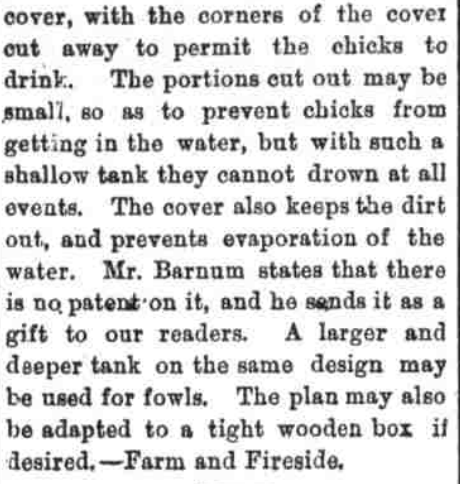 cover, with the corners of the cover
cut away to permit the chicks to
drink. The portions cut out may be
small, so as to prevent chicks from
getting in the water, but with such a
shallow tank they cannot drown at all
events. The cover also keeps the dirt
out, and prevents evaporation of the
water. Mr. Barnum states that there
is no patent on it, and he sends it as a
gift to our readers. A larger and
deeper tank on the same design may
be used for fowls. The plan may also
be adapted to a tight wooden box if
desired.—Farm and Fireside.